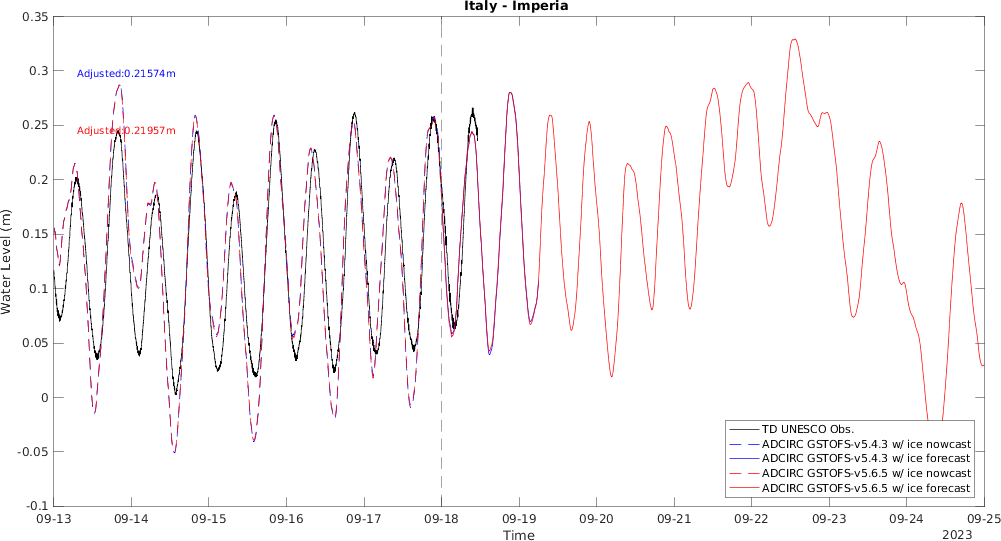 Italy - Imperia
0.35
0.3
0.25
0.2
0.15
0.1
0.05
0
-0.05
-0.1
Water Level (m)
Adjusted:0.21574m
Adjusted:0.21957m
TD UNESCO Obs.
ADCIRC GSTOFS-v5.4.3 w/ ice nowcast
ADCIRC GSTOFS-v5.4.3 w/ ice forecast
ADCIRC GSTOFS-v5.6.5 w/ ice nowcast
ADCIRC GSTOFS-v5.6.5 w/ ice forecast
09-13 09-14 09-15 09-16 09-17 09-18 09-19 09-20 09-21 09-22 09-23 09-24 09-25
Time
2023